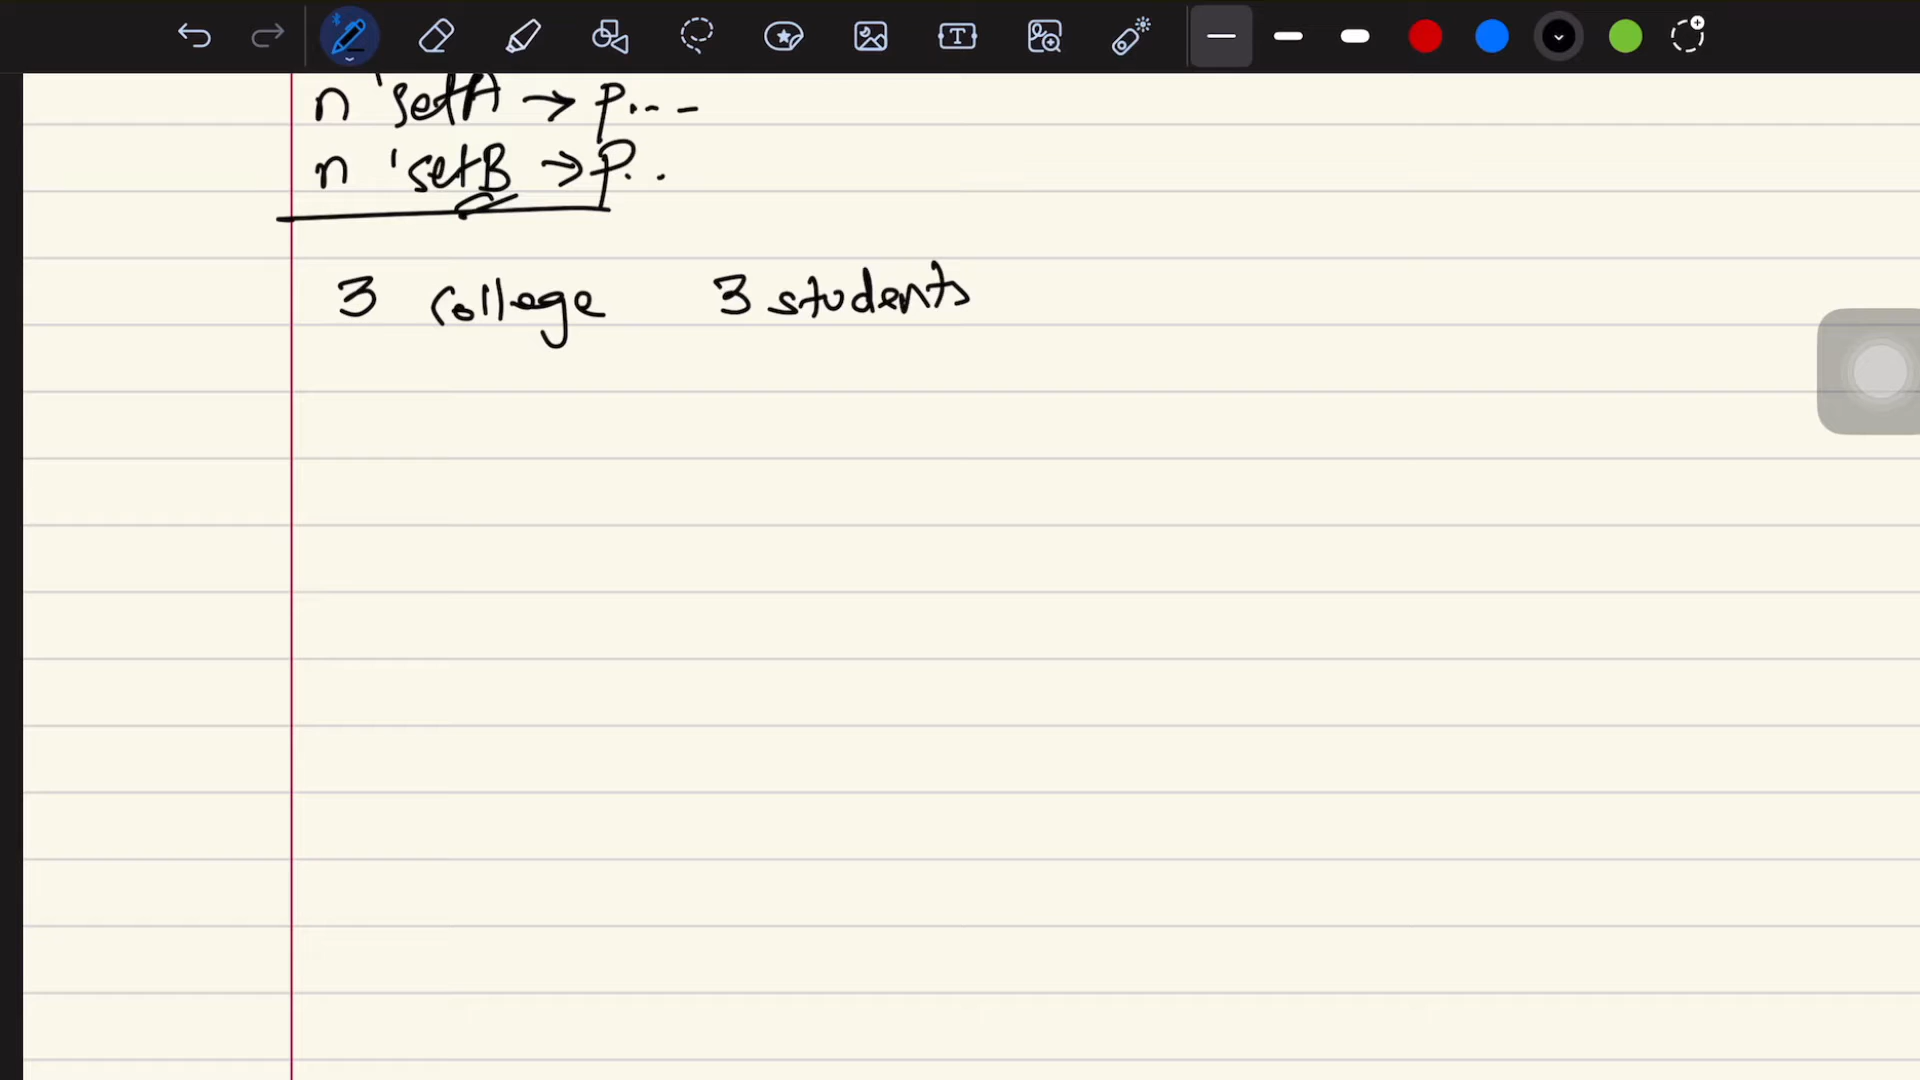 n 'setA → p...-
n 'setB → P..
3 college 3 students